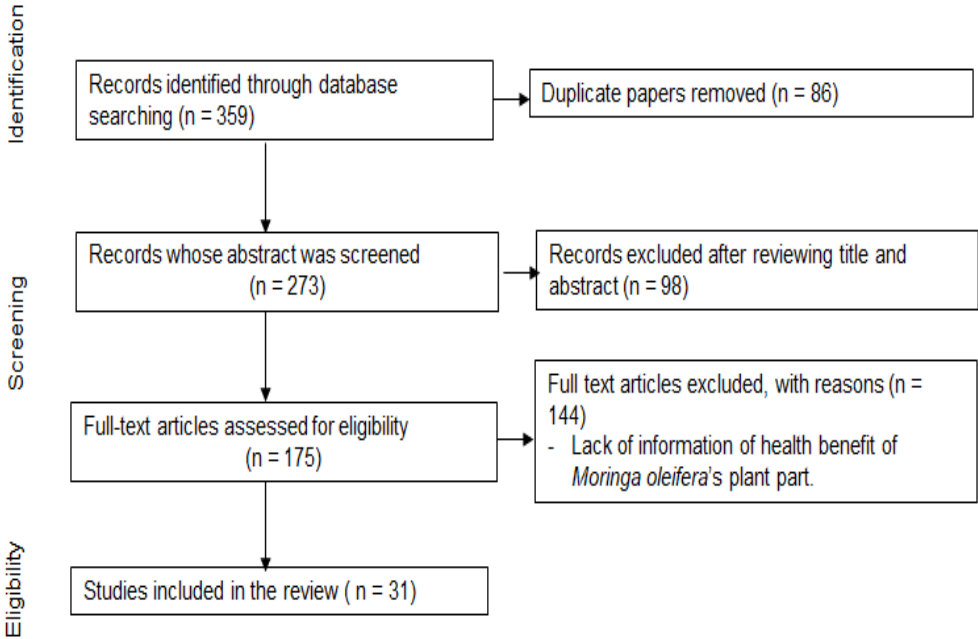 Identification
Records identified through database
searching (n = 359)
Duplicate papers removed (n = 86)
Screening
Records whose abstract was screened
(n = 273)
Records excluded after reviewing title and
abstract (n = 98)
Full-text articles assessed for eligibility
(n = 175)
Full text articles excluded, with reasons (n =
144)
- Lack of information of health benefit of
Moringa oleifera's plant part.
Eligibility
Studies included in the review ( n = 31)